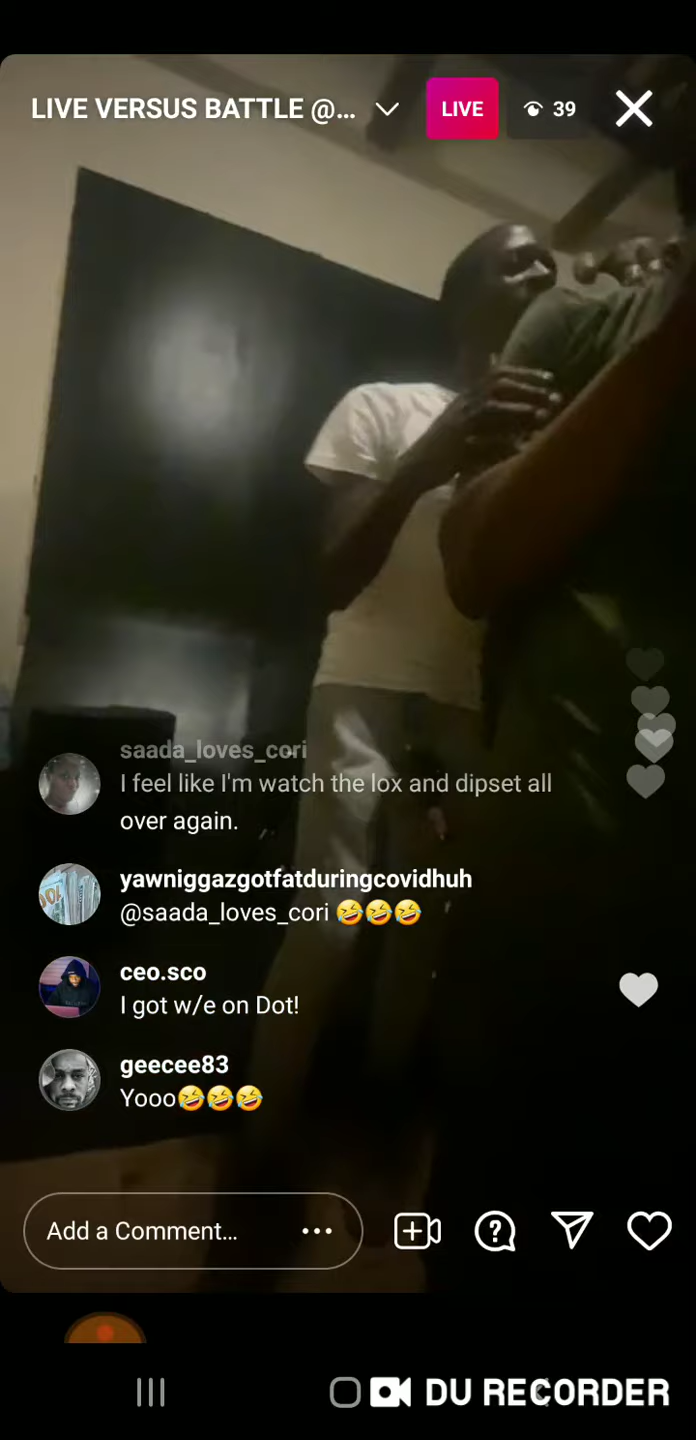 LIVE VERSUS BATTLE @...
LIVE
39
saada_loves_cori
I feel like I'm watch the lox and dipset all
over again.
yawniggazgotfatduringcovidhuh
@saada_loves_cori 🤣🤣🤣
ceo.sco
I got w/e on Dot!
geecee83
Yooo🤣🤣🤣
Add a Comment...
DU RECORDER